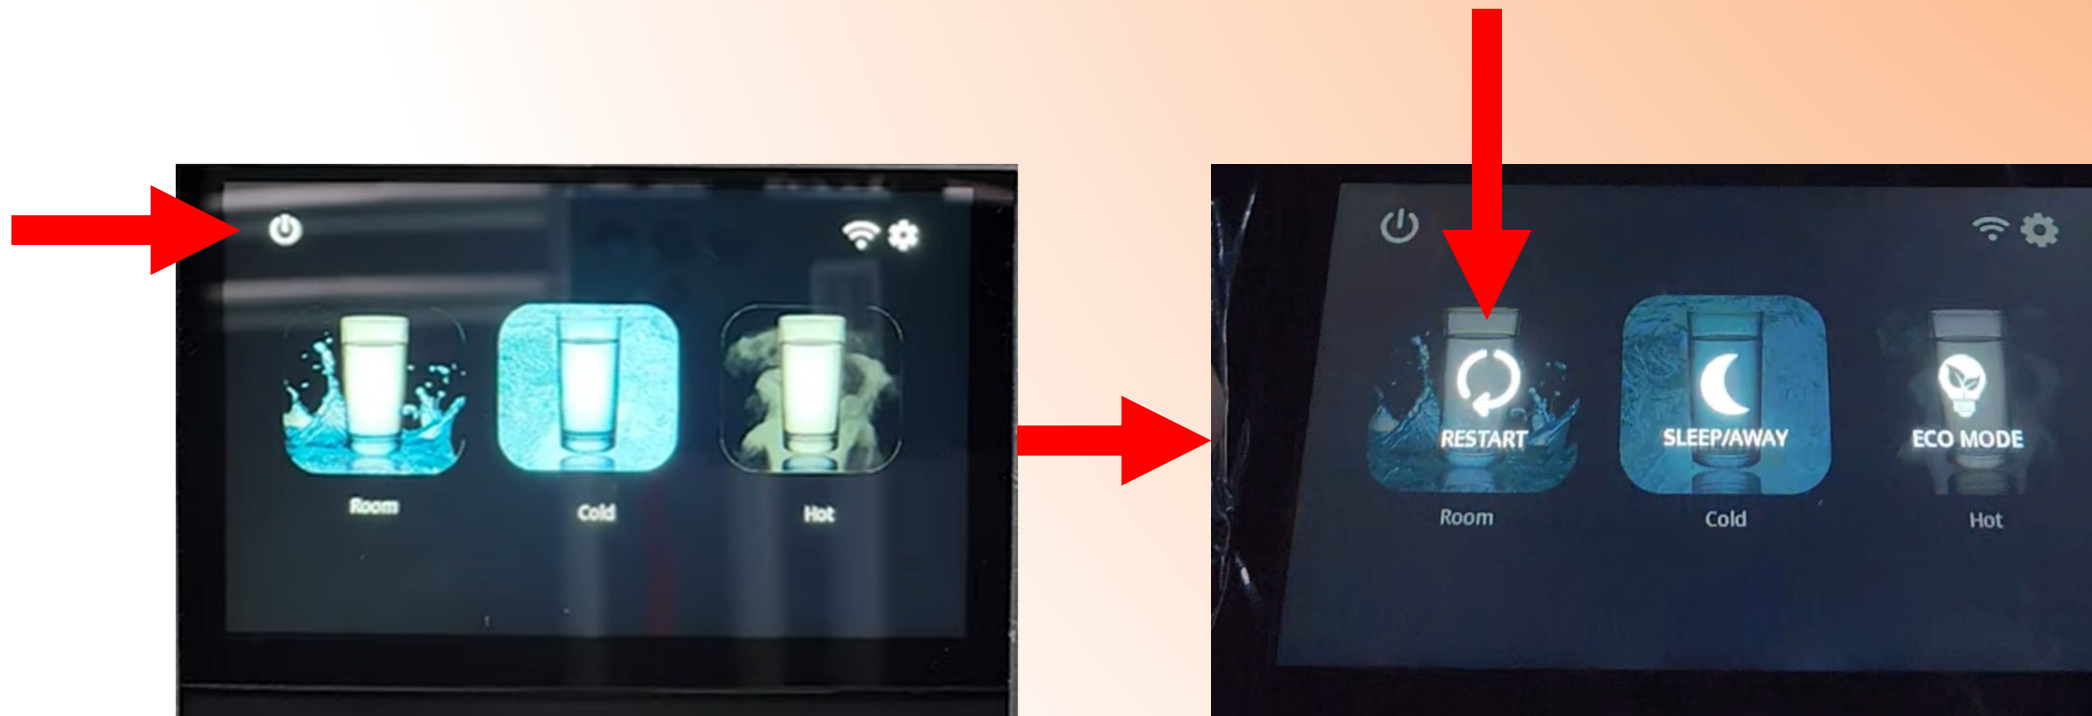 Room
Cold
Hot
RESTART
SLEEP/AWAY
ECO MODE
Room
Cold
Hot